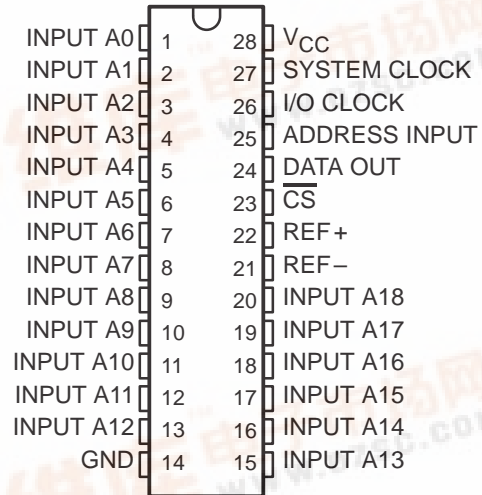 INPUT A0 1 28 VCC
INPUT A1 2 27 SYSTEM CLOCK
INPUT A2 3 26 I/O CLOCK
INPUT A3 4 25 ADDRESS INPUT
INPUT A4 5 24 DATA OUT
INPUT A5 6 23 CS
INPUT A6 7 22 REF+
INPUT A7 8 21 REF–
INPUT A8 9 20 INPUT A18
INPUT A9 10 19 INPUT A17
INPUT A10 11 18 INPUT A16
INPUT A11 12 17 INPUT A15
INPUT A12 13 16 INPUT A14
GND 14 15 INPUT A13